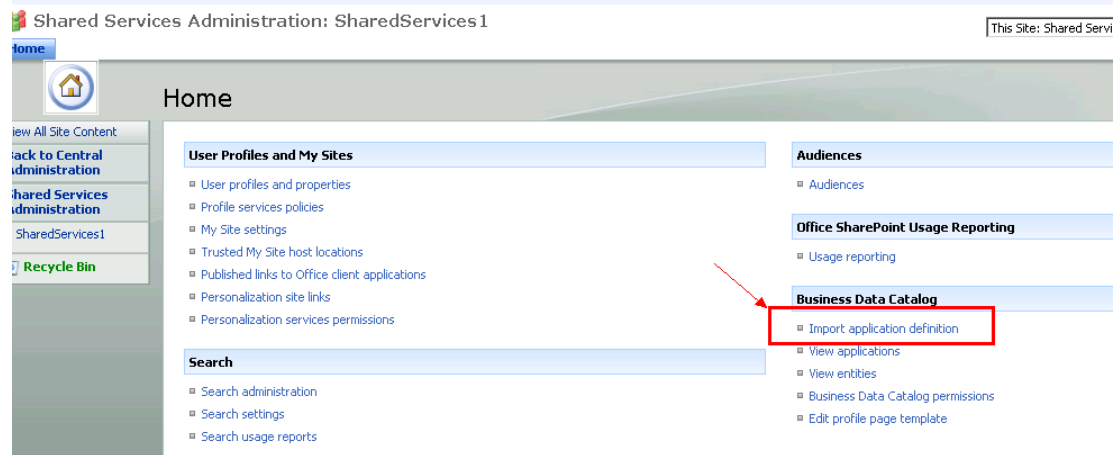 Shared Services Administration: SharedServices1
This Site: Shared Servi
Home
Home
iew All Site Content
Back to Central
Administration
Shared Services
Administration
SharedServices1
Recycle Bin
User Profiles and My Sites
User profiles and properties
Profile services policies
My Site settings
Trusted My Site host locations
Published links to Office client applications
Personalization site links
Personalization services permissions
Search
Search administration
Search settings
Search usage reports
Audiences
Audiences
Office SharePoint Usage Reporting
Usage reporting
Business Data Catalog
Import application definition
View applications
View entities
Business Data Catalog permissions
Edit profile page template